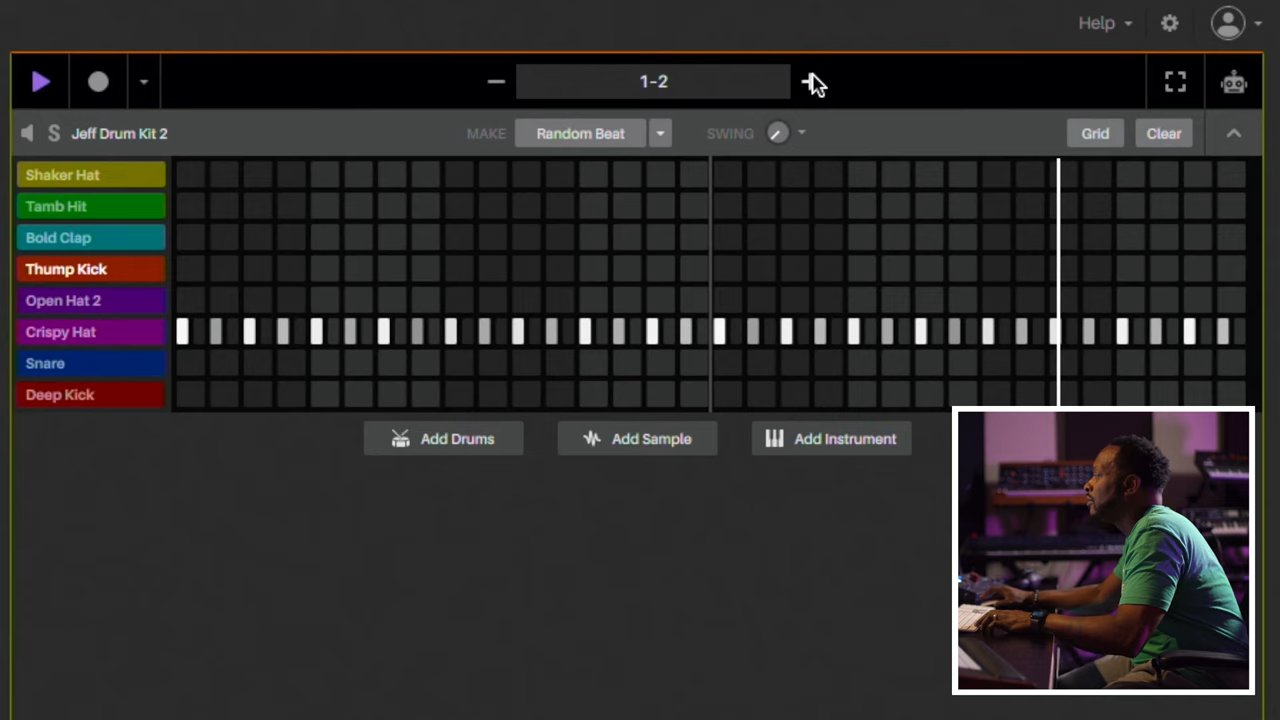 Help
1-2
S Jeff Drum Kit 2 MAKE Random Beat SWING Grid Clear
Shaker Hat
Tamb Hit
Bold Clap
Thump Kick
Open Hat 2
Crispy Hat
Snare
Deep Kick
Add Drums Add Sample Add Instrument